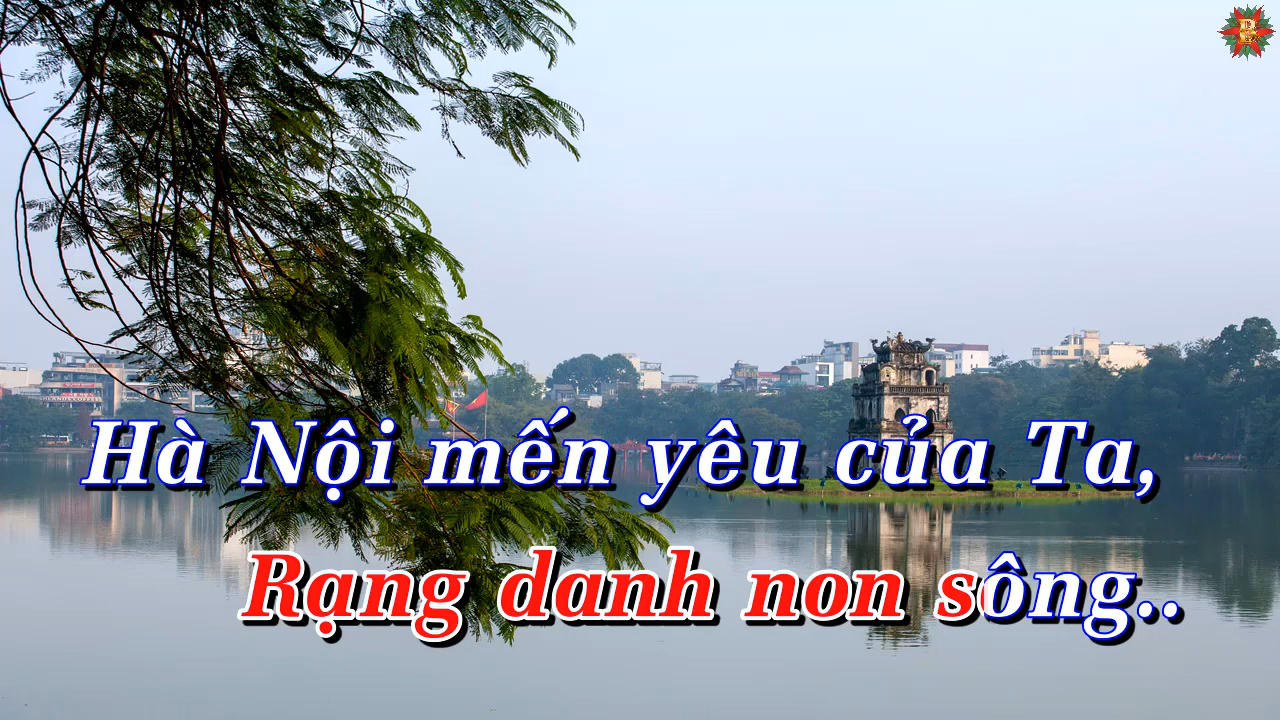 Hà Nội mến yêu của Ta,
Rạng danh non sông..